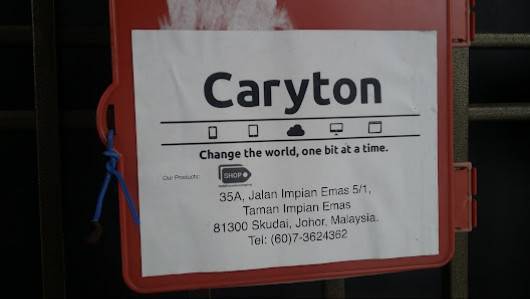 Caryton
Change the world, one bit at a time.
Our Products:
SHOP
35A, Jalan Impian Emas 5/1,
Taman Impian Emas
81300 Skudai, Johor, Malaysia.
Tel: (60)7-3624362